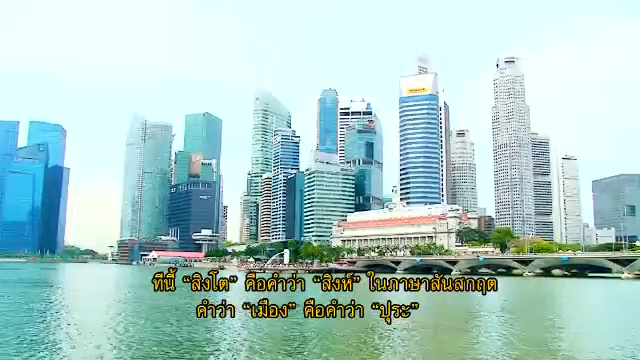 ทีนี้ “สิงโต” คือคำว่า “สิงห์” ในภาษาสันสกฤต
คำว่า “เมือง” คือคำว่า “ปุระ”